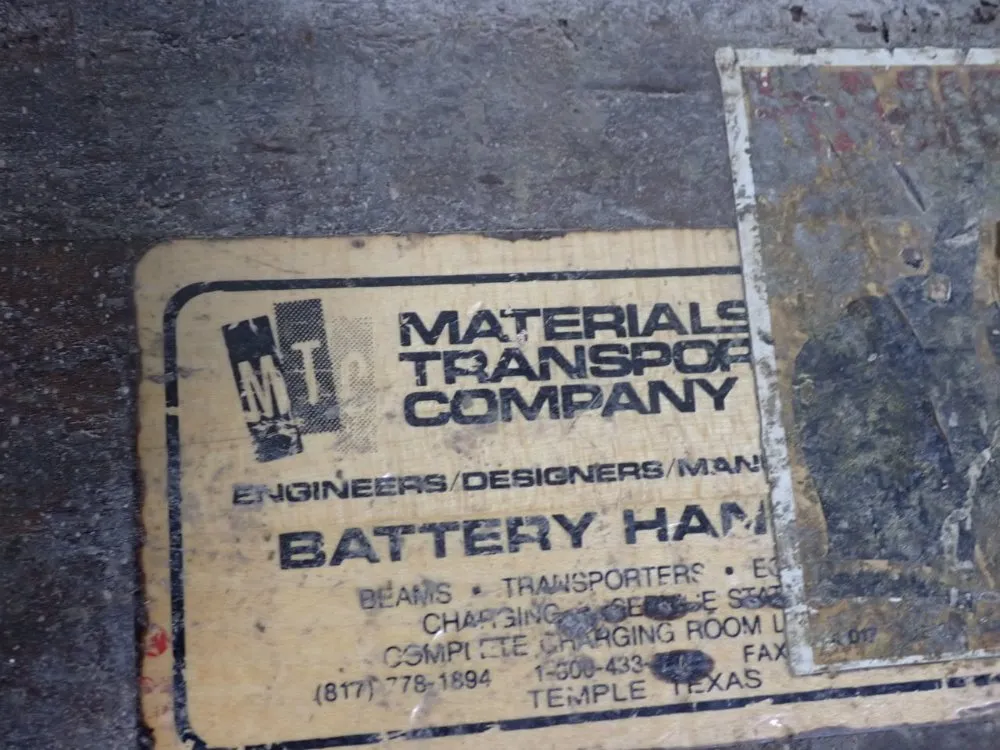 MTC
MATERIALS
TRANSPOR
COMPANY
ENGINEERS/DESIGNERS/MAN
BATTERY HAN
BEAMS • TRANSPORTERS •
CHARGING
COMPLETE CHARGING ROOM
(817) 778-1894 1-800-433- FAX
TEMPLE TEXAS
017